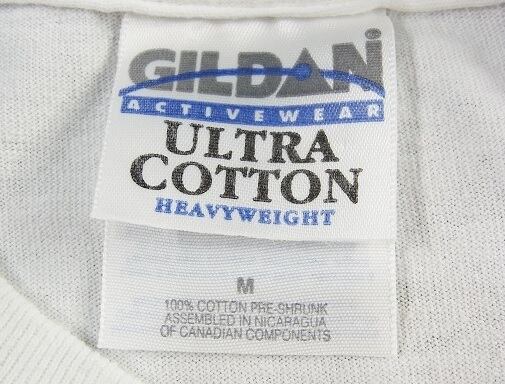 GILDAN
ACTIVEWEAR
ULTRA
COTTON
HEAVYWEIGHT
M
100% COTTON PRE-SHRUNK
ASSEMBLED IN NICARAGUA
OF CANADIAN COMPONENTS